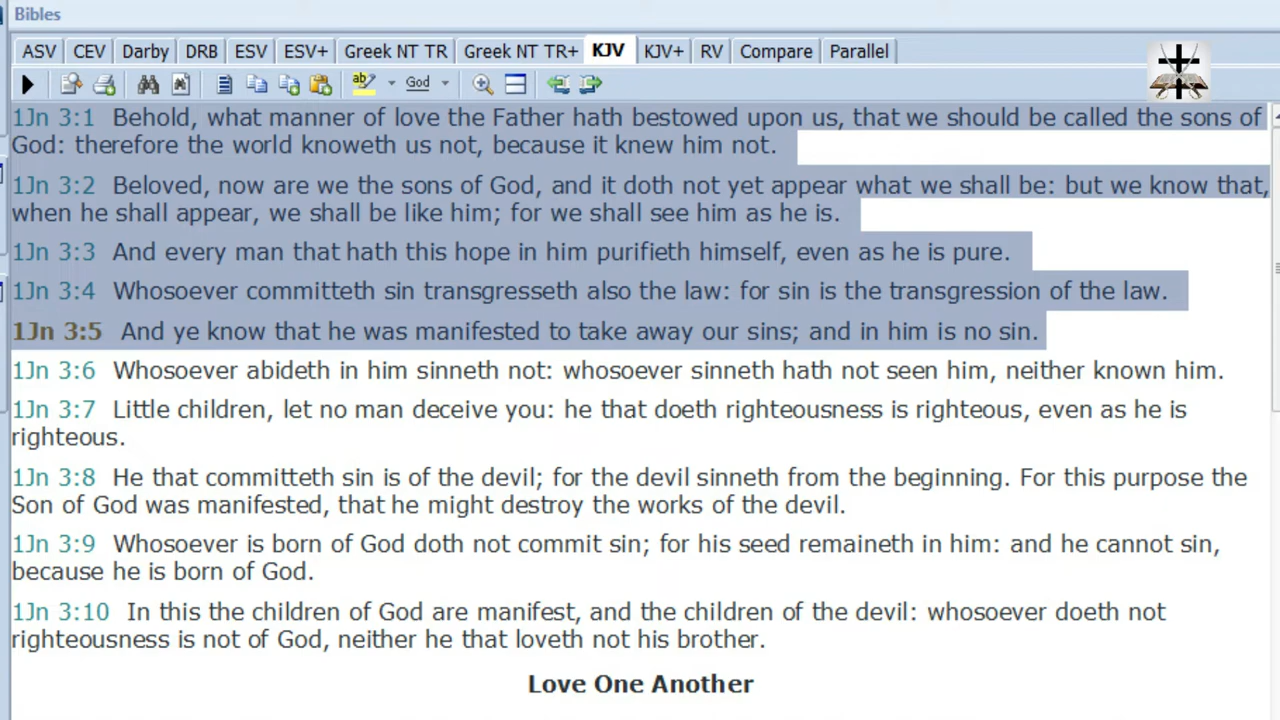 Bibles
ASV CEV Darby DRB ESV ESV+ Greek NT TR Greek NT TR+ KJV KJV+ RV Compare Parallel
ab God
1Jn 3:1 Behold, what manner of love the Father hath bestowed upon us, that we should be called the sons of
God: therefore the world knoweth us not, because it knew him not.
1Jn 3:2 Beloved, now are we the sons of God, and it doth not yet appear what we shall be: but we know that,
when he shall appear, we shall be like him; for we shall see him as he is.
1Jn 3:3 And every man that hath this hope in him purifieth himself, even as he is pure.
1Jn 3:4 Whosoever committeth sin transgresseth also the law: for sin is the transgression of the law.
1Jn 3:5 And ye know that he was manifested to take away our sins; and in him is no sin.
1Jn 3:6 Whosoever abideth in him sinneth not: whosoever sinneth hath not seen him, neither known him.
1Jn 3:7 Little children, let no man deceive you: he that doeth righteousness is righteous, even as he is
righteous.
1Jn 3:8 He that committeth sin is of the devil; for the devil sinneth from the beginning. For this purpose the
Son of God was manifested, that he might destroy the works of the devil.
1Jn 3:9 Whosoever is born of God doth not commit sin; for his seed remaineth in him: and he cannot sin,
because he is born of God.
1Jn 3:10 In this the children of God are manifest, and the children of the devil: whosoever doeth not
righteousness is not of God, neither he that loveth not his brother.
Love One Another